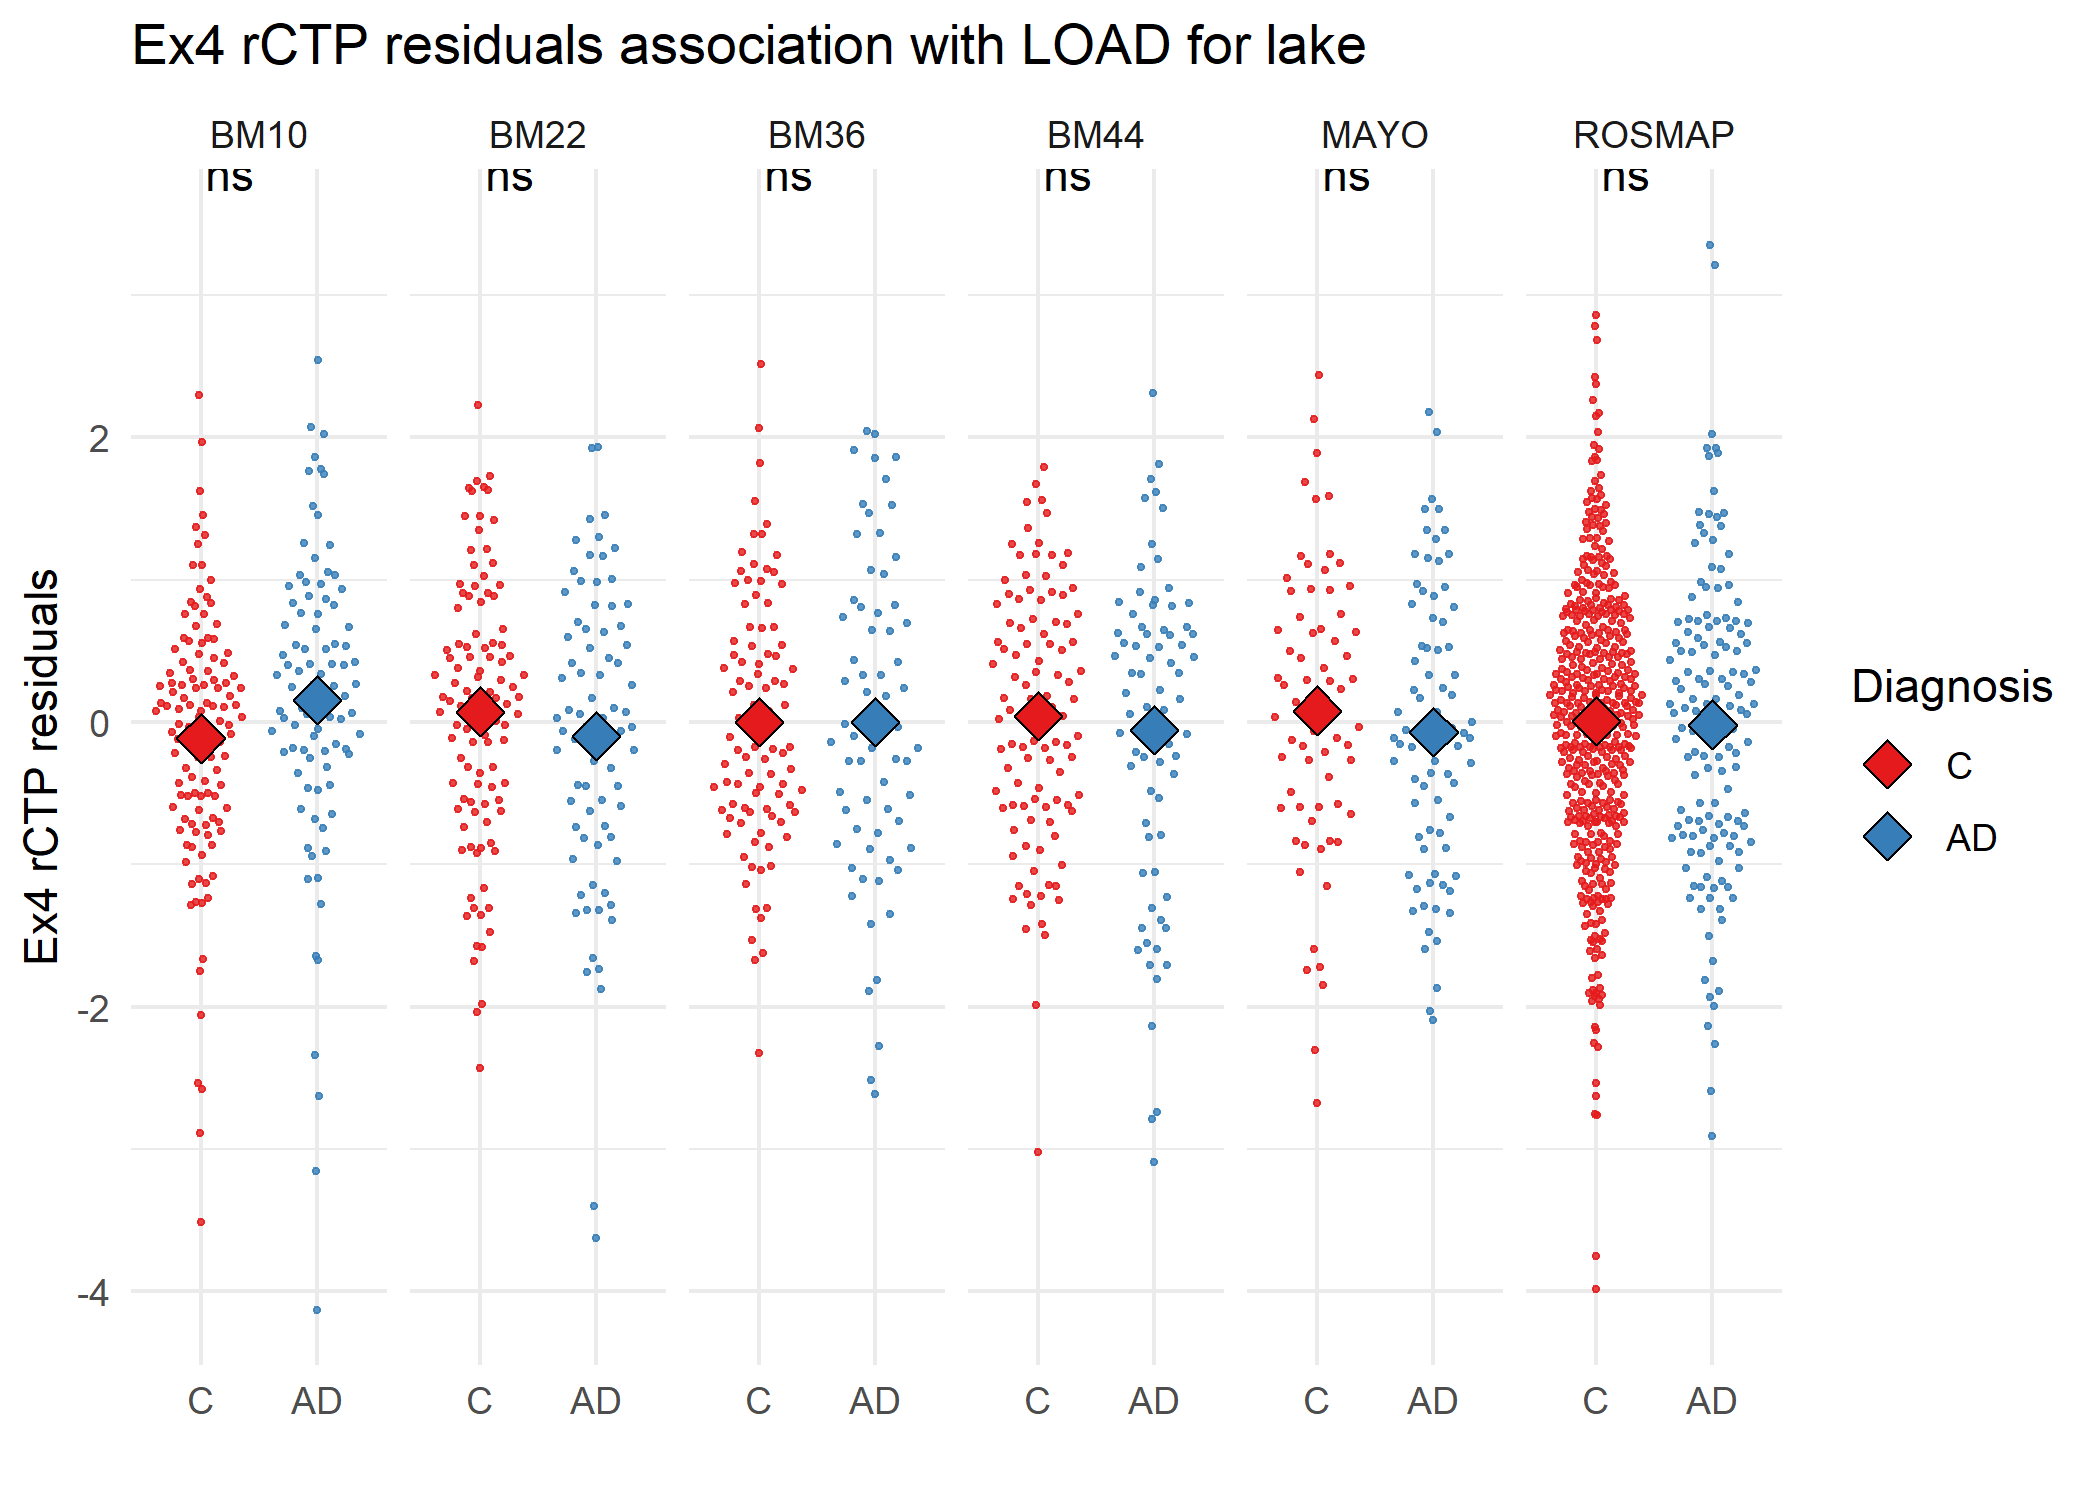 Ex4 rCTP residuals association with LOAD for lake
BM10 BM22 BM36 BM44 MAYO ROSMAP
ns ns ns ns ns ns
Ex4 rCTP residuals
2
0
-2
-4
C AD C AD C AD C AD C AD C AD
Diagnosis
C
AD